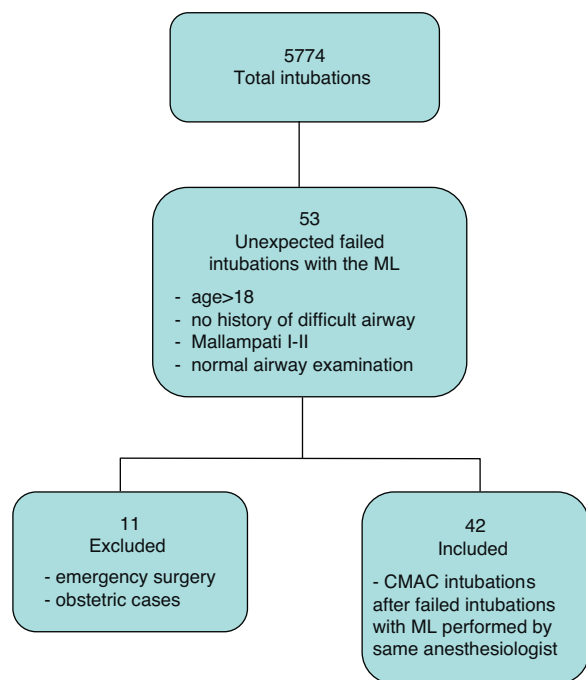 5774
Total intubations
53
Unexpected failed
intubations with the ML
- age>18
- no history of difficult airway
- Mallampati I-II
- normal airway examination
11
Excluded
- emergency surgery
- obstetric cases
42
Included
- CMAC intubations
after failed intubations
with ML performed by
same anesthesiologist